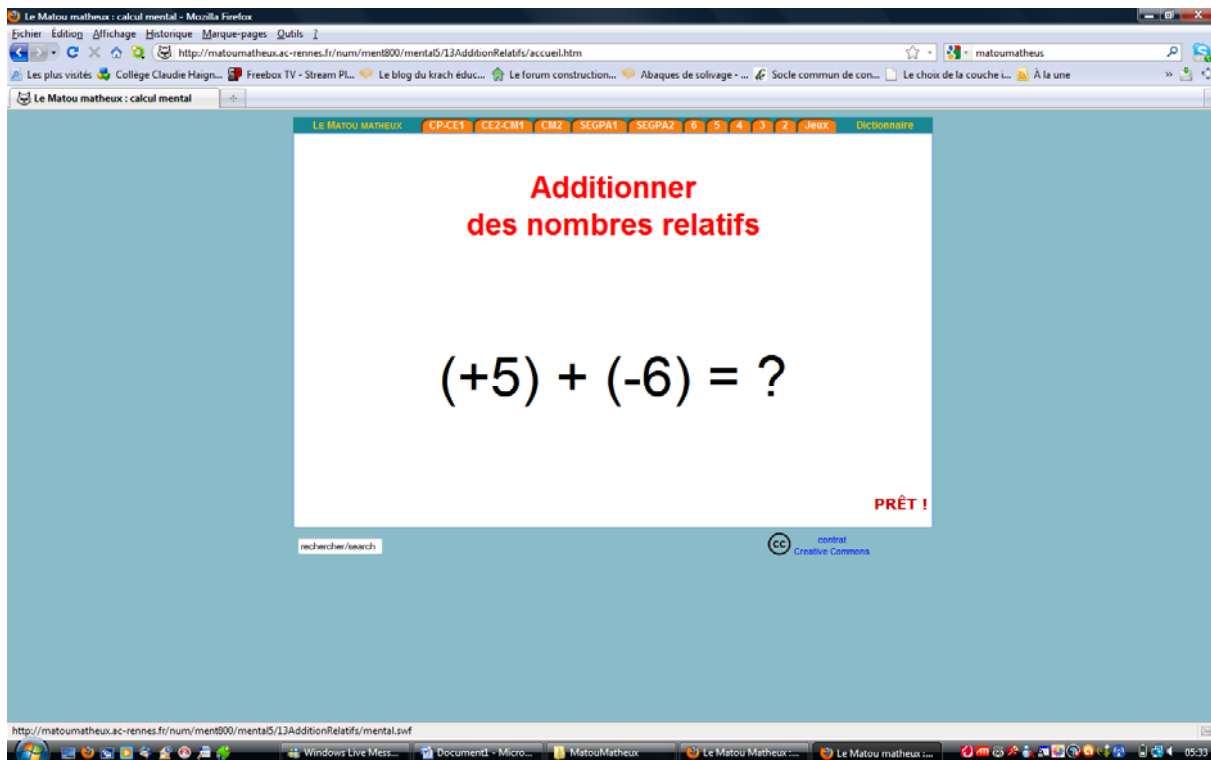 Le Matou matheux : calcul mental - Mozilla Firefox
Fichier Édition Affichage Historique Marque-pages Outils ?
http://matoumatheux.ac-rennes.fr/num/ment800/mental5/13AdditionRelatifs/accueil.htm
matoumatheus
Les plus visités Collège Claudie Haign... Freebox TV - Stream Pl... Le blog du krach éduc... Le forum construction... Abaques de solivage - ... Socle commun de con... Le choix de la couche i... À la une »
Le Matou matheux : calcul mental
LE MATOU MATHEUX CP-CE1 CE2-CM1 CM2 SEGPA1 SEGPA2 6 5 4 3 2 Jeux Dictionnaire
Additionner
des nombres relatifs
(+5) + (-6) = ?
PRÊT !
rechercher/search
cc contrat
Creative Commons
http://matoumatheux.ac-rennes.fr/num/ment800/mental5/13AdditionRelatifs/mental.swf
Windows Live Mess... Document1 - Micro... MatouMatheux Le Matou Matheux :... Le Matou matheux :... 05:33